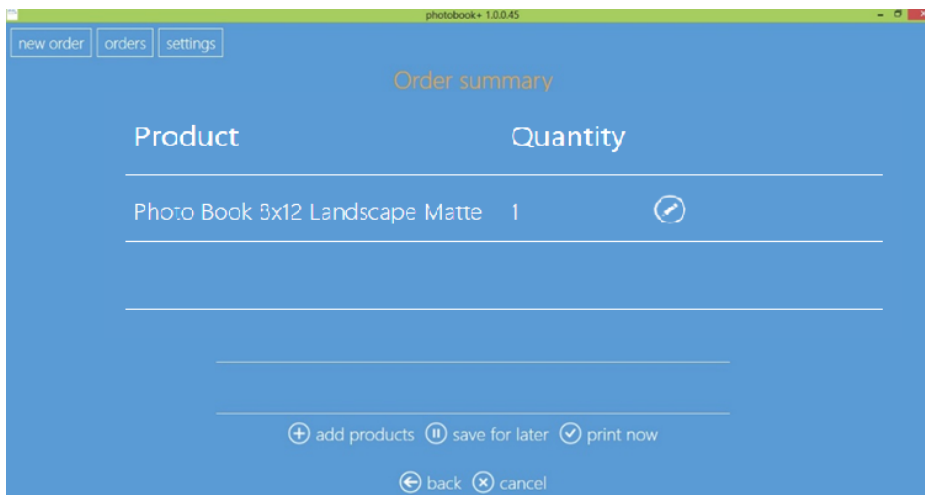 photobook+ 1.0.0.45
new order orders settings
Order summary
Product Quantity
Photo Book 8x12 Landscape Matte 1
add products save for later print now
back cancel